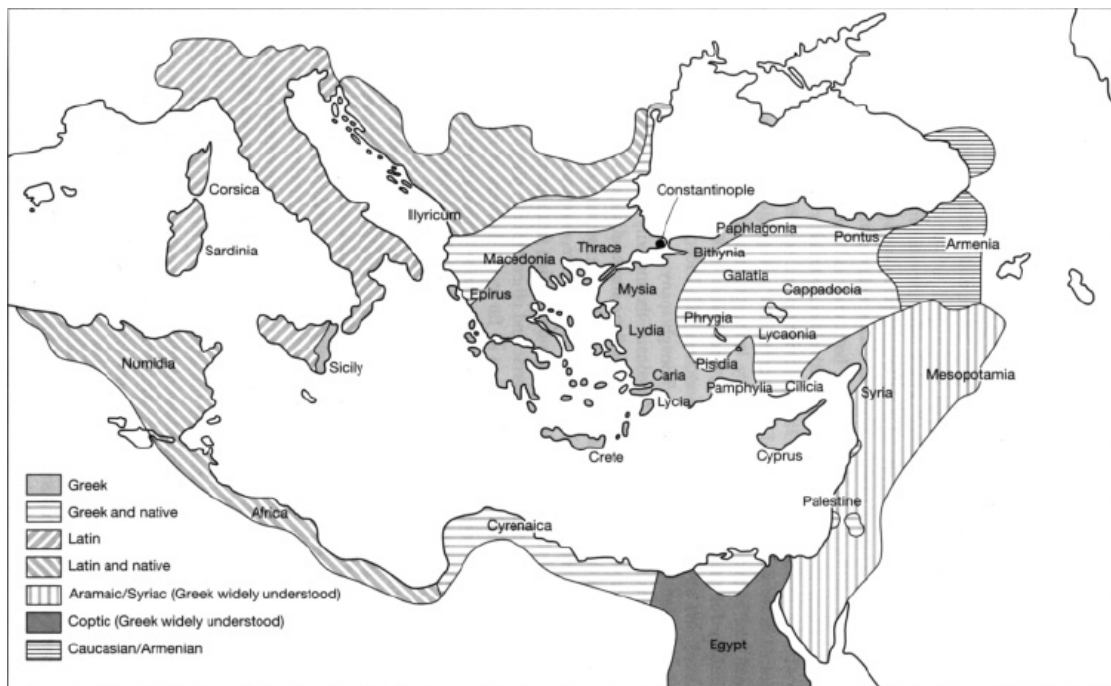 Corsica
Sardinia
Illyricum
Constantinople
Thrace
Macedonia
Epirus
Paphlagonia
Bithynia
Pontus
Armenia
Galatia
Cappadocia
Mysia
Phrygia
Lycaonia
Lydia
Pisidia
Caria
Pamphylia
Cilicia
Lycia
Syria
Mesopotamia
Numidia
Sicily
Crete
Cyprus
Palestine
Africa
Cyrenaica
Egypt
Greek
Greek and native
Latin
Latin and native
Aramaic/Syriac (Greek widely understood)
Coptic (Greek widely understood)
Caucasian/Armenian